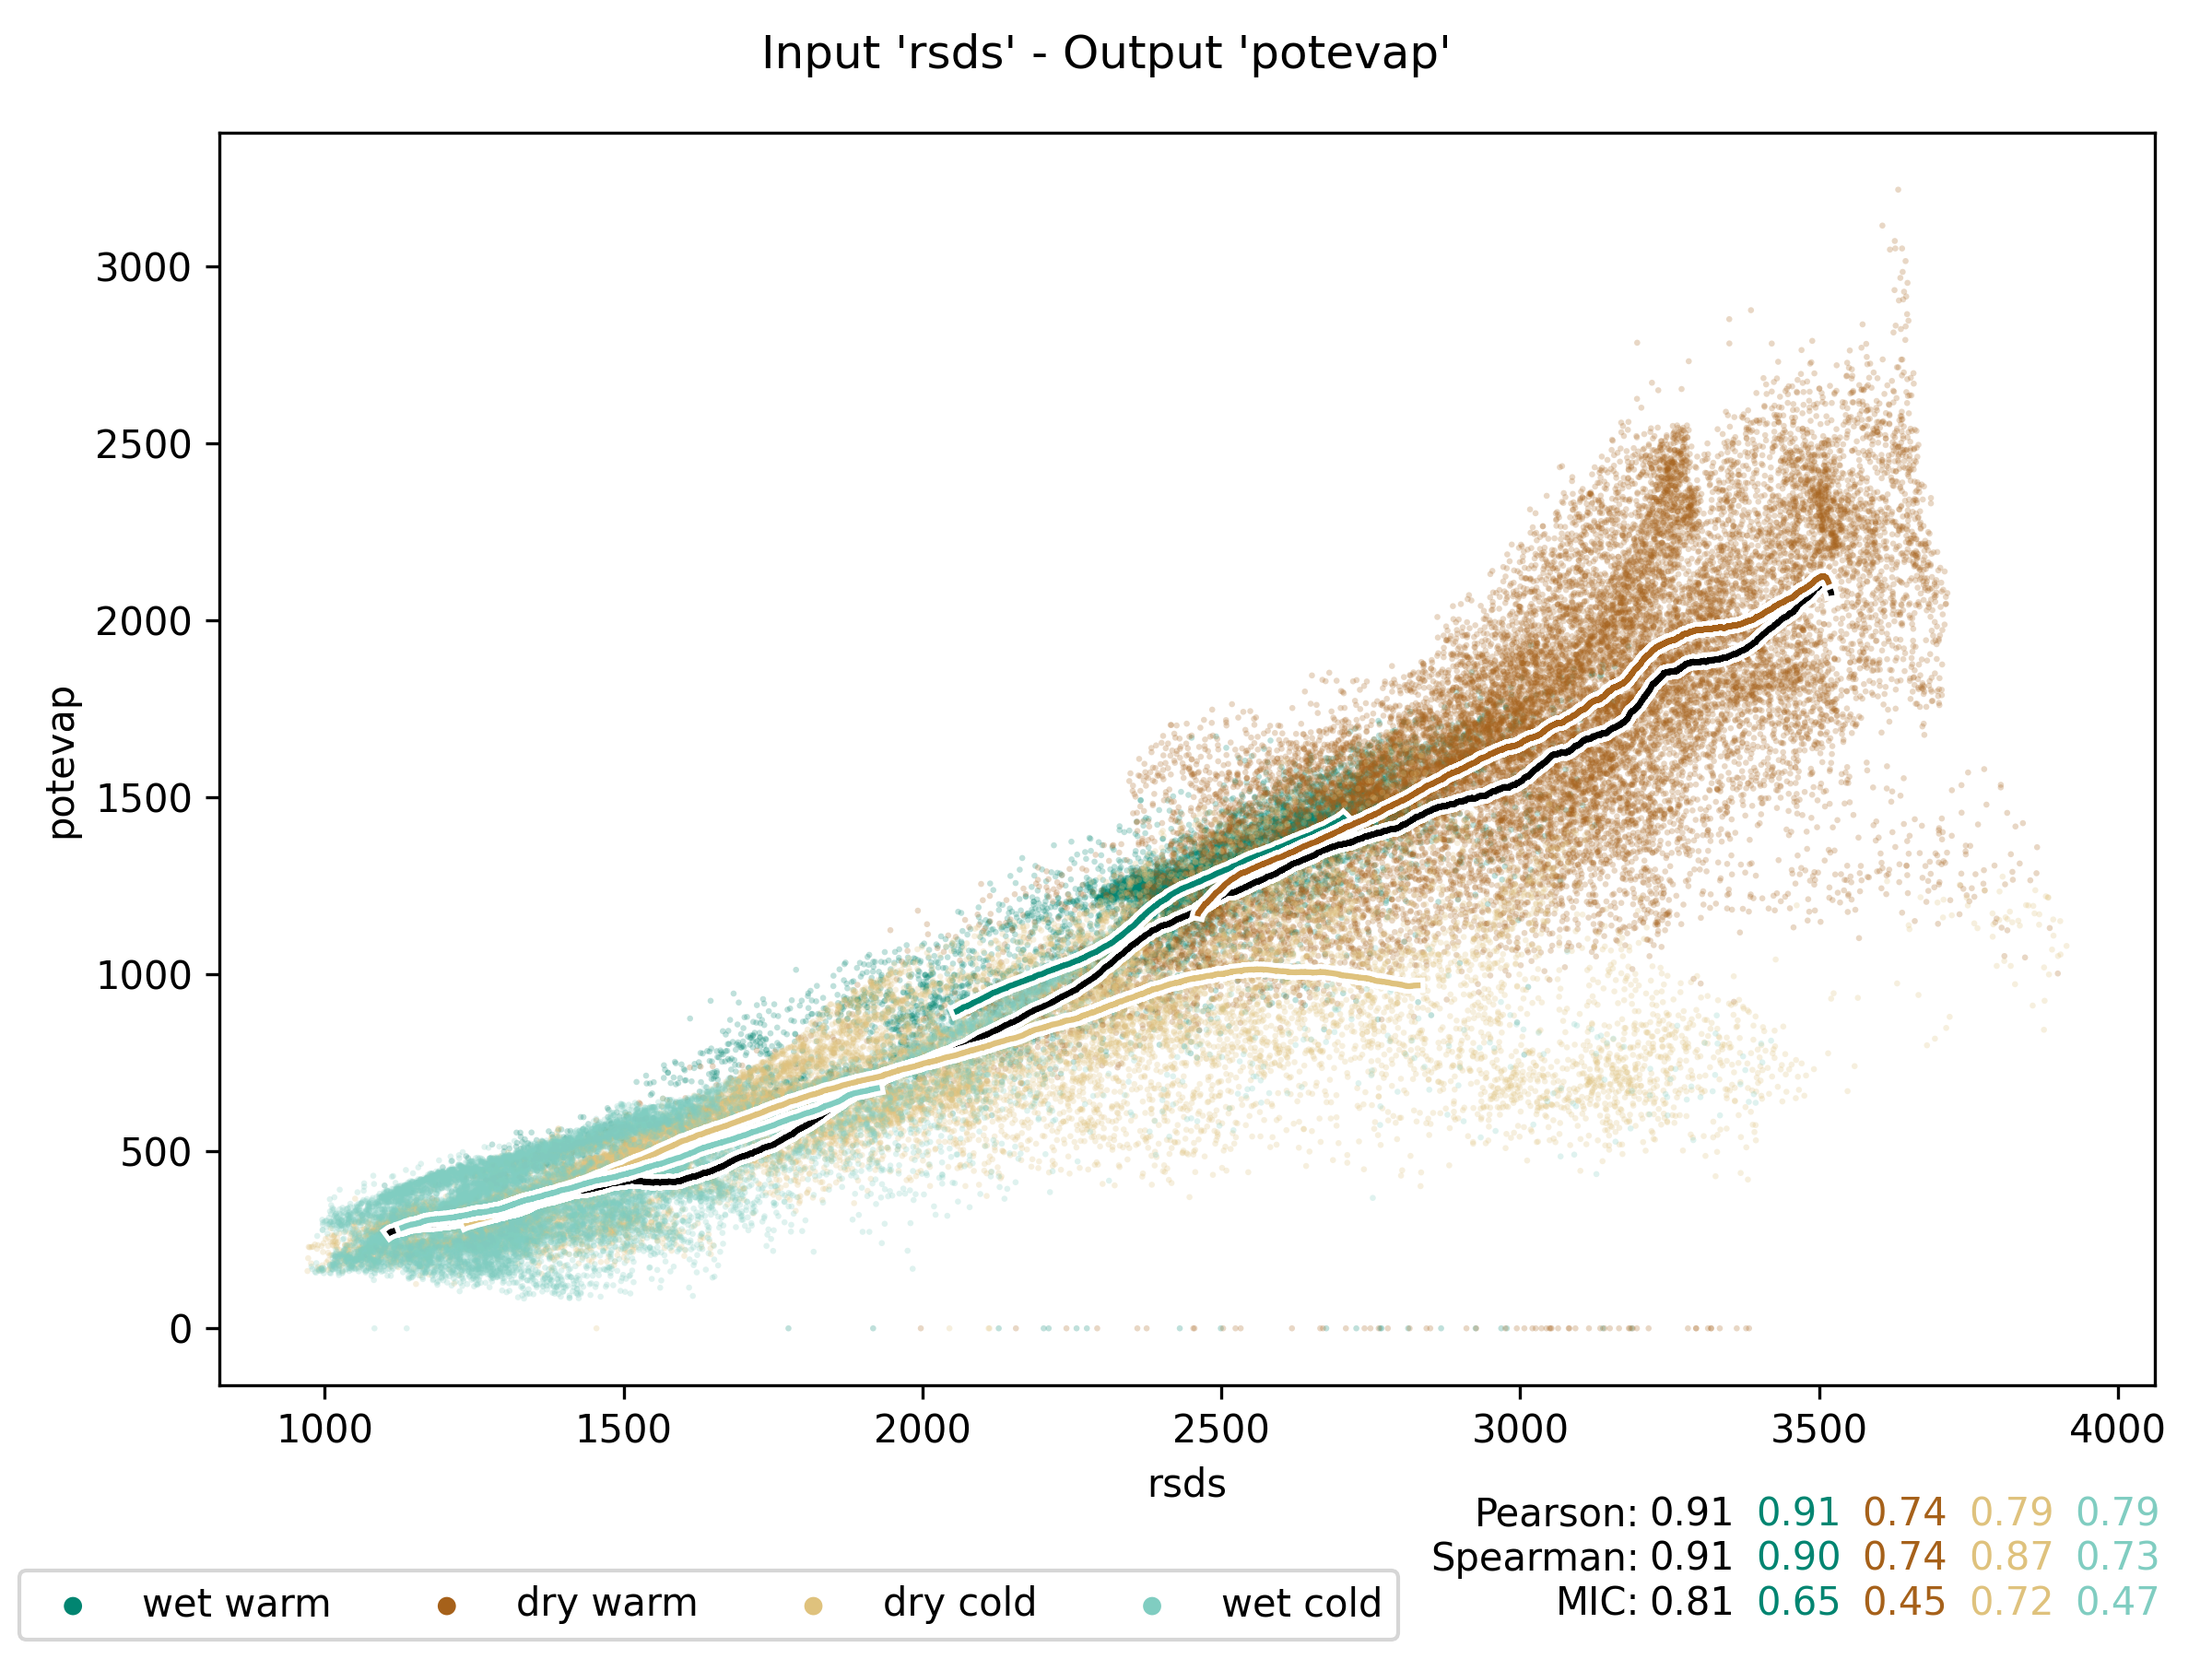 Input 'rsds' - Output 'potevap'
potevap
3000
2500
2000
1500
1000
500
0
1000 1500 2000 2500 3000 3500 4000
rsds
Pearson: 0.91 0.91 0.74 0.79 0.79
Spearman: 0.91 0.90 0.74 0.87 0.73
MIC: 0.81 0.65 0.45 0.72 0.47
wet warm dry warm dry cold wet cold